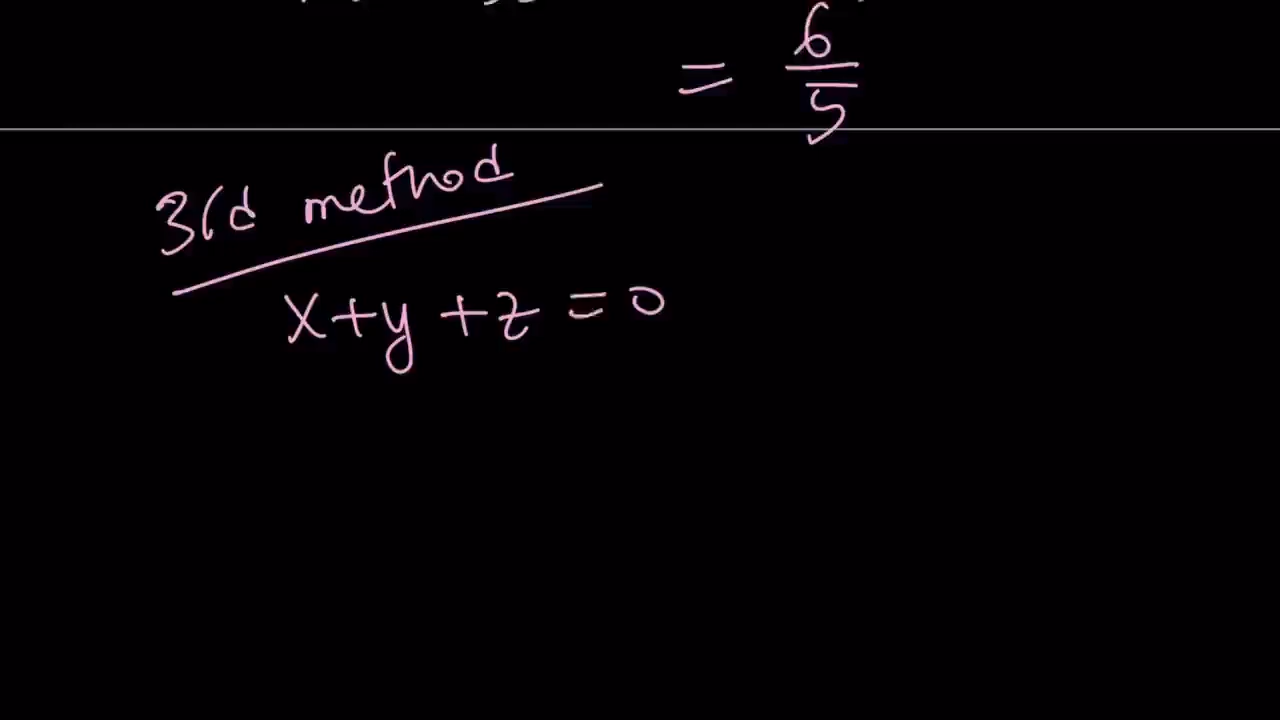 = 6/5
3rd method
x+y+z=0